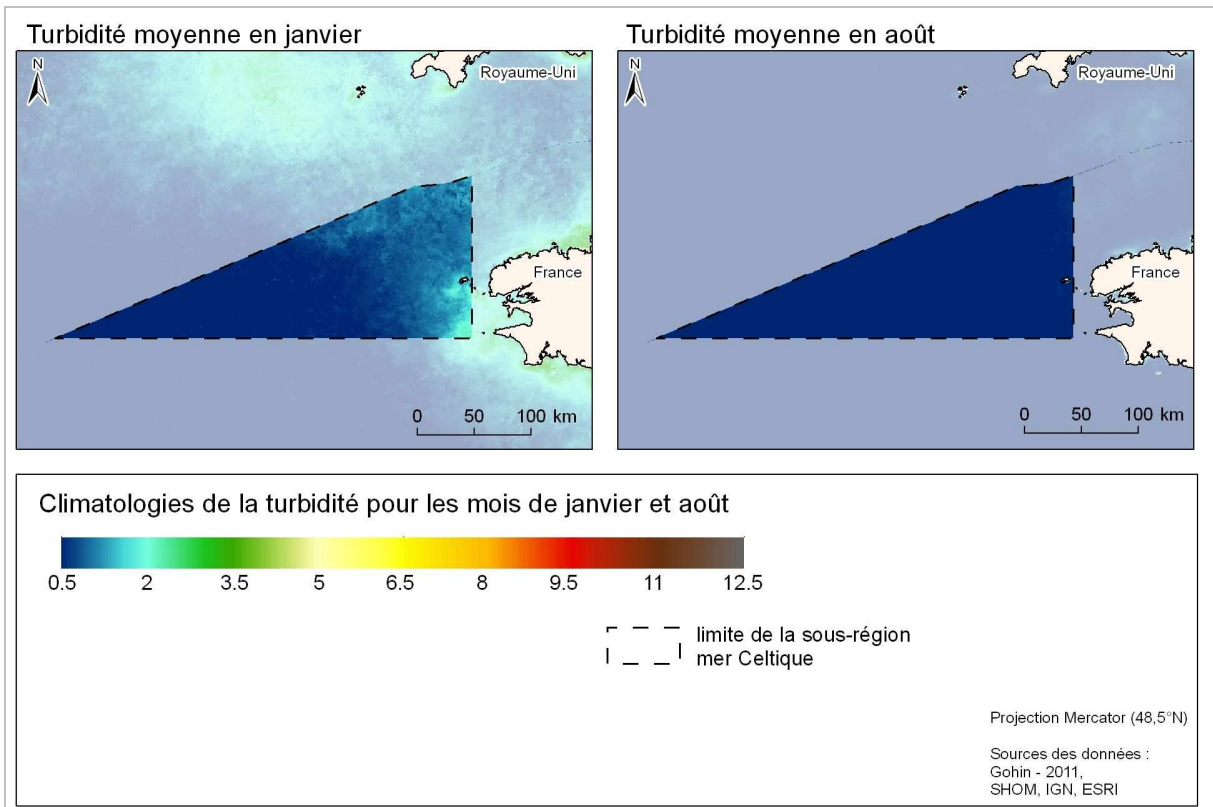 Turbidité moyenne en janvier
N
Royaume-Uni
France
0 50 100 km
Turbidité moyenne en août
N
Royaume-Uni
France
0 50 100 km
Climatologies de la turbidité pour les mois de janvier et août
0.5 2 3.5 5 6.5 8 9.5 11 12.5
limite de la sous-région
mer Celtique
Projection Mercator (48,5°N)
Sources des données :
Gohin - 2011,
SHOM, IGN, ESRI